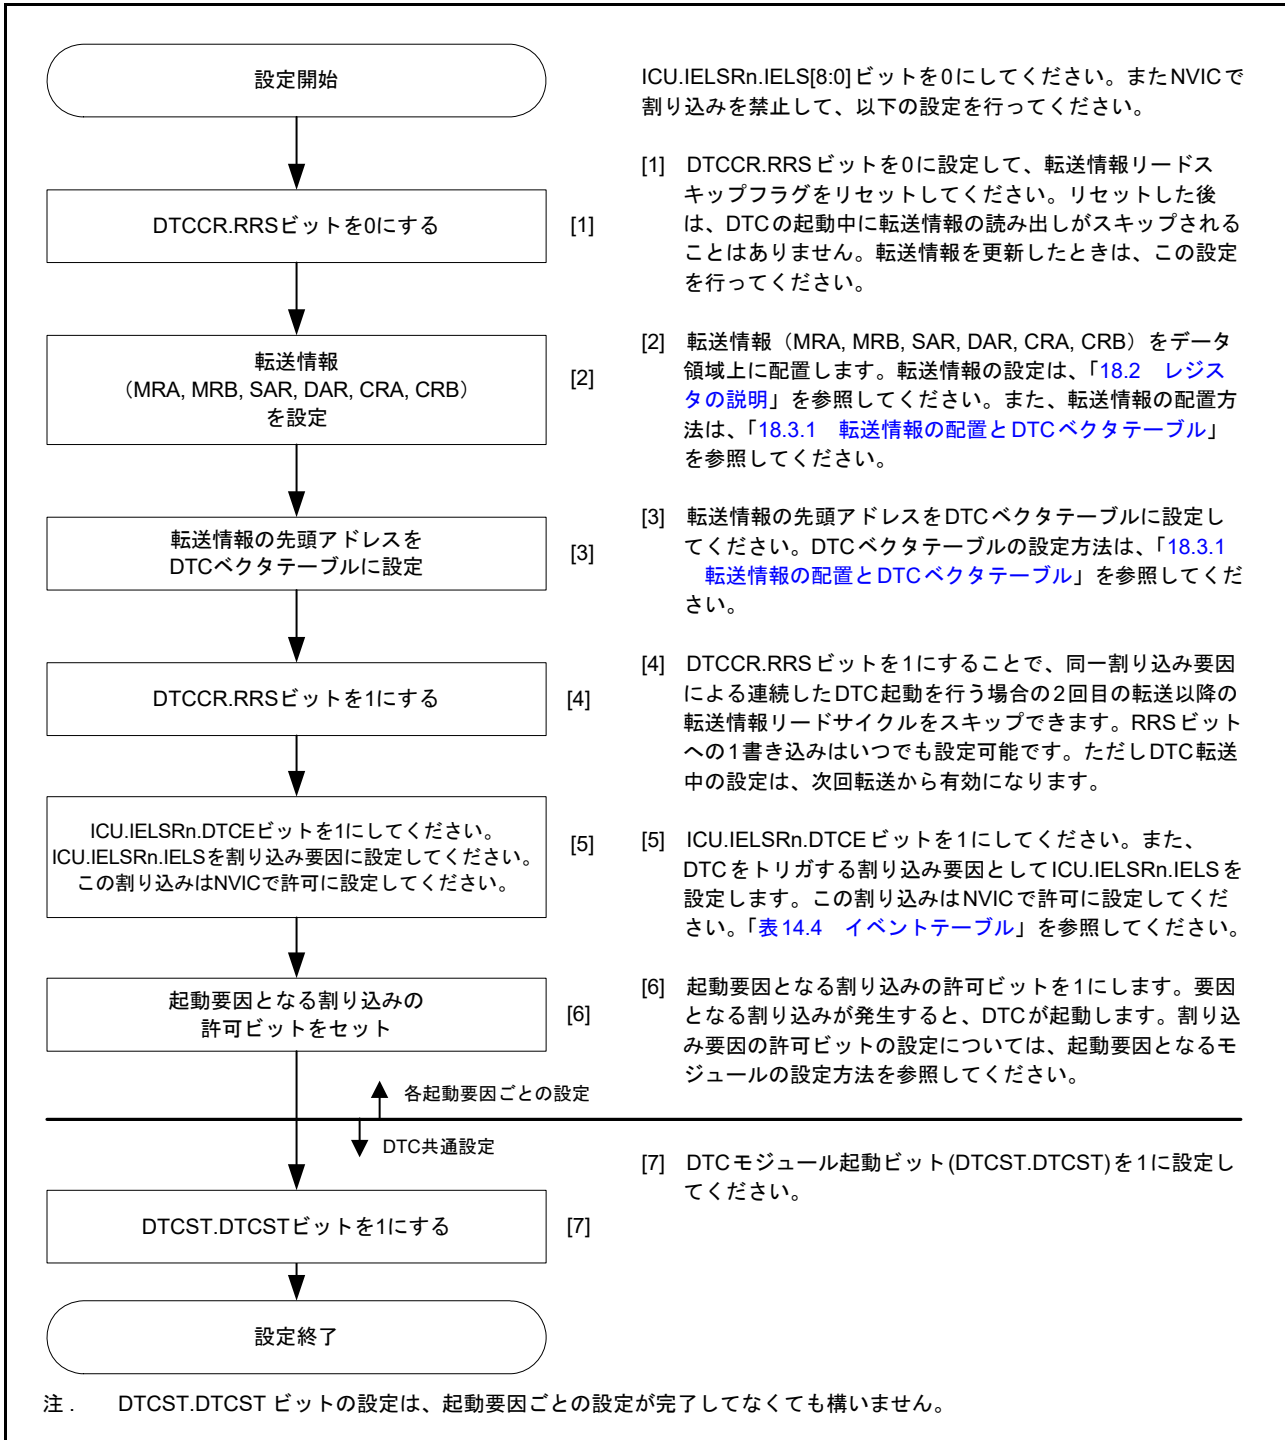 設定開始
ICU.IELSRn.IELS[8:0]ビットを0にしてください。またNVICで
割り込みを禁止して、以下の設定を行ってください。
DTCCR.RRSビットを0にする
[1]
[1] DTCCR.RRSビットを0に設定して、転送情報リードス
キップフラグをリセットしてください。リセットした後
は、DTCの起動中に転送情報の読み出しがスキップされる
ことはありません。転送情報を更新したときは、この設定
を行ってください。
転送情報
（MRA, MRB, SAR, DAR, CRA, CRB）
を設定
[2]
[2] 転送情報（MRA, MRB, SAR, DAR, CRA, CRB）をデータ
領域上に配置します。転送情報の設定は、「18.2 レジス
タの説明」を参照してください。また、転送情報の配置方
法は、「18.3.1 転送情報の配置とDTCベクタテーブル」
を参照してください。
転送情報の先頭アドレスを
DTCベクタテーブルに設定
[3]
[3] 転送情報の先頭アドレスをDTCベクタテーブルに設定し
てください。DTCベクタテーブルの設定方法は、「18.3.1
転送情報の配置とDTCベクタテーブル」を参照してくだ
さい。
DTCCR.RRSビットを1にする
[4]
[4] DTCCR.RRSビットを1にすることで、同一割り込み要因
による連続したDTC起動を行う場合の2回目の転送以降の
転送情報リードサイクルをスキップできます。RRSビット
への1書き込みはいつでも設定可能です。ただしDTC転送
中の設定は、次回転送から有効になります。
ICU.IELSRn.DTCEビットを1にしてください。
ICU.IELSRn.IELSを割り込み要因に設定してください。
この割り込みはNVICで許可に設定してください。
[5]
[5] ICU.IELSRn.DTCEビットを1にしてください。また、
DTCをトリガする割り込み要因としてICU.IELSRn.IELSを
設定します。この割り込みはNVICで許可に設定してくだ
さい。「表14.4 イベントテーブル」を参照してください。
起動要因となる割り込みの
許可ビットをセット
[6]
[6] 起動要因となる割り込みの許可ビットを1にします。要因
となる割り込みが発生すると、DTCが起動します。割り込
み要因の許可ビットの設定については、起動要因となるモ
ジュールの設定方法を参照してください。
各起動要因ごとの設定
DTC共通設定
DTCST.DTCSTビットを1にする
[7]
[7] DTCモジュール起動ビット(DTCST.DTCST)を1に設定し
てください。
設定終了
注． DTCST.DTCST ビットの設定は、起動要因ごとの設定が完了してなくても構いません。